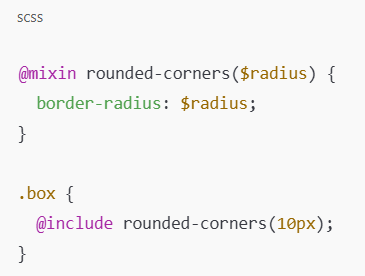 scss
@mixin rounded-corners($radius) {
  border-radius: $radius;
}
.box {
  @include rounded-corners(10px);
}